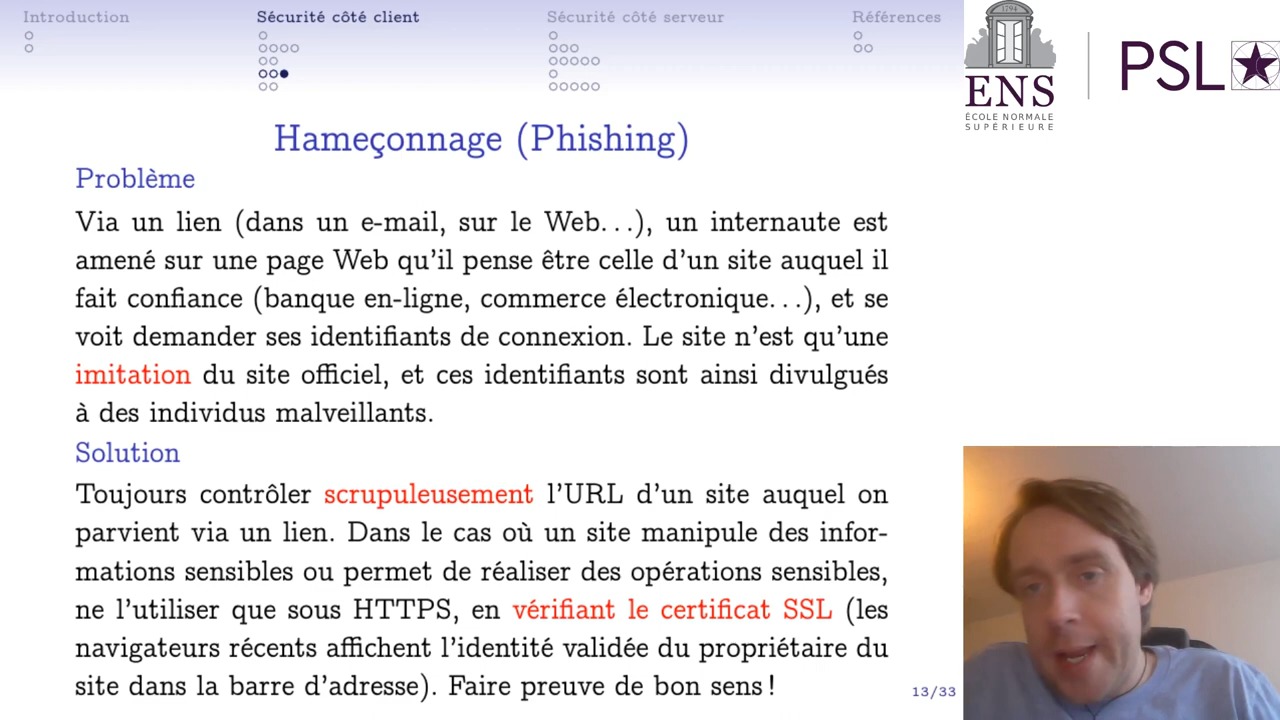 Introduction
Sécurité côté client
Sécurité côté serveur
Références
1794
ENS
ÉCOLE NORMALE
SUPÉRIEURE
PSL
Hameçonnage (Phishing)
Problème
Via un lien (dans un e-mail, sur le Web. . . ), un internaute est
amené sur une page Web qu'il pense être celle d'un site auquel il
fait confiance (banque en-ligne, commerce électronique. . . ), et se
voit demander ses identifiants de connexion. Le site n'est qu'une
imitation du site officiel, et ces identifiants sont ainsi divulgués
à des individus malveillants.
Solution
Toujours contrôler scrupuleusement l'URL d'un site auquel on
parvient via un lien. Dans le cas où un site manipule des infor-
mations sensibles ou permet de réaliser des opérations sensibles,
ne l'utiliser que sous HTTPS, en vérifiant le certificat SSL (les
navigateurs récents affichent l'identité validée du propriétaire du
site dans la barre d'adresse). Faire preuve de bon sens !
13/33